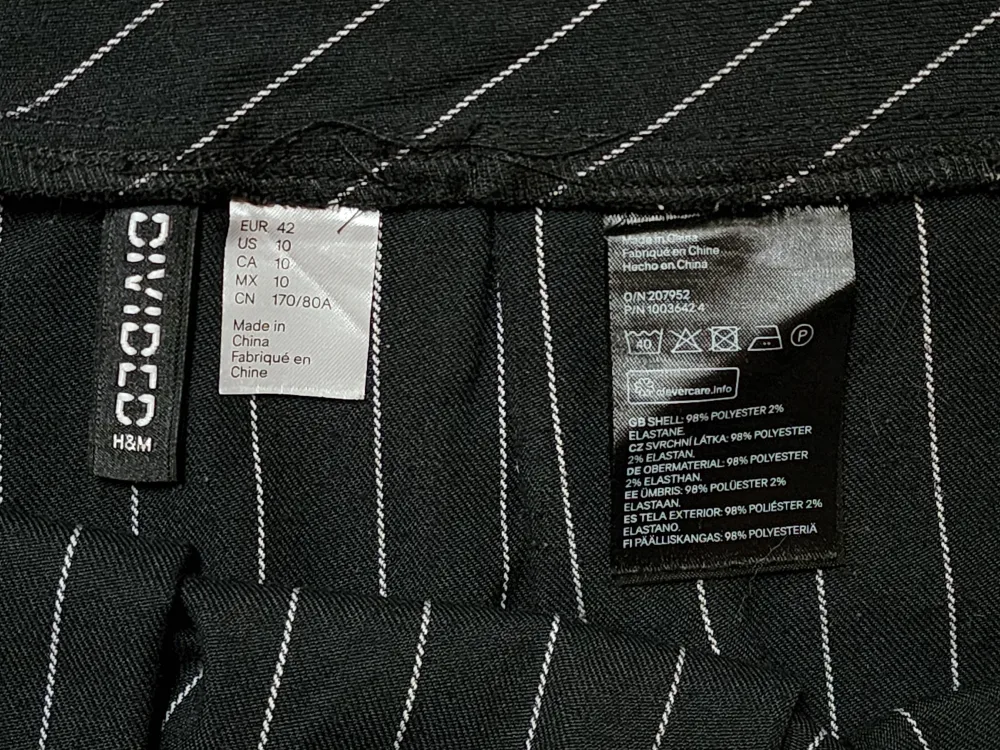 DIVIDED
H&M
EUR 42
US 10
CA 10
MX 10
CN 170/80A
Made in
China
Fabriqué en
Chine
Made in China
Fabriqué en Chine
Hecho en China
O/N 207952
P/N 1003642 4
40
P
clevercare.info
GB SHELL: 98% POLYESTER 2%
ELASTANE.
CZ SVRCHNÍ LÁTKA: 98% POLYESTER
2% ELASTAN.
DE OBERMATERIAL: 98% POLYESTER
2% ELASTHAN.
EE ÜMBRIS: 98% POLÜESTER 2%
ELASTAAN.
ES TELA EXTERIOR: 98% POLIÉSTER 2%
ELASTANO.
FI PÄÄLLISKANGAS: 98% POLYESTERIÄ